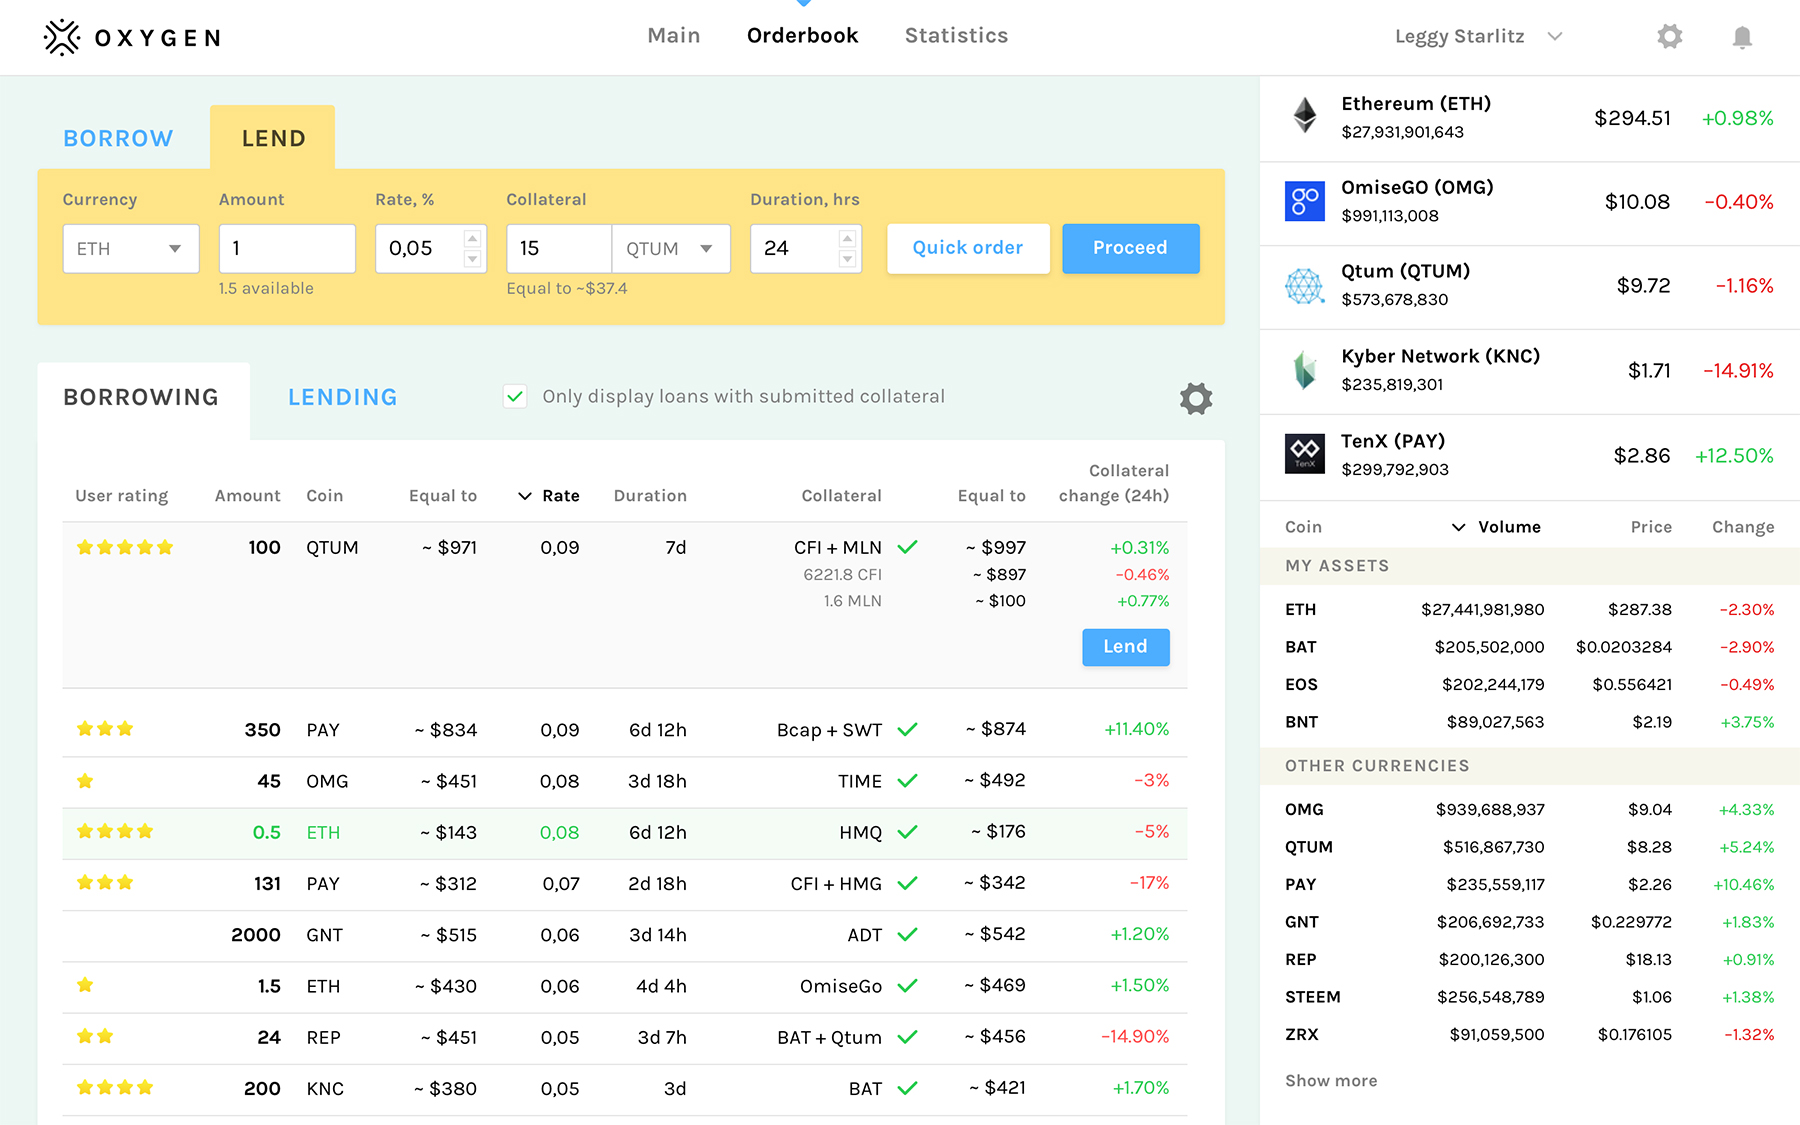 OXYGEN
Main Orderbook Statistics
Leggy Starlitz
BORROW LEND
Currency Amount Rate, % Collateral Duration, hrs
ETH 1 0,05 15 QTUM 24 Quick order Proceed
1.5 available Equal to ~$37.4
BORROWING LENDING Only display loans with submitted collateral
User rating Amount Coin Equal to Rate Duration Collateral Equal to Collateral change (24h)
100 QTUM ~ $971 0,09 7d CFI + MLN ~ $997 +0.31%
6221.8 CFI ~ $897 −0.46%
1.6 MLN ~ $100 +0.77%
Lend
350 PAY ~ $834 0,09 6d 12h Bcap + SWT ~ $874 +11.40%
45 OMG ~ $451 0,08 3d 18h TIME ~ $492 −3%
0.5 ETH ~ $143 0,08 6d 12h HMQ ~ $176 −5%
131 PAY ~ $312 0,07 2d 18h CFI + HMG ~ $342 −17%
2000 GNT ~ $515 0,06 3d 14h ADT ~ $542 +1.20%
1.5 ETH ~ $430 0,06 4d 4h OmiseGo ~ $469 +1.50%
24 REP ~ $451 0,05 3d 7h BAT + Qtum ~ $456 −14.90%
200 KNC ~ $380 0,05 3d BAT ~ $421 +1.70%
Ethereum (ETH)
$27,931,901,643
$294.51 +0.98%
go
OmiseGO (OMG)
$991,113,008
$10.08 −0.40%
Qtum (QTUM)
$573,678,830
$9.72 −1.16%
Kyber Network (KNC)
$235,819,301
$1.71 −14.91%
TenX
TenX (PAY)
$299,792,903
$2.86 +12.50%
Coin Volume Price Change
MY ASSETS
ETH $27,441,981,980 $287.38 −2.30%
BAT $205,502,000 $0.0203284 −2.90%
EOS $202,244,179 $0.556421 −0.49%
BNT $89,027,563 $2.19 +3.75%
OTHER CURRENCIES
OMG $939,688,937 $9.04 +4.33%
QTUM $516,867,730 $8.28 +5.24%
PAY $235,559,117 $2.26 +10.46%
GNT $206,692,733 $0.229772 +1.83%
REP $200,126,300 $18.13 +0.91%
STEEM $256,548,789 $1.06 +1.38%
ZRX $91,059,500 $0.176105 −1.32%
Show more